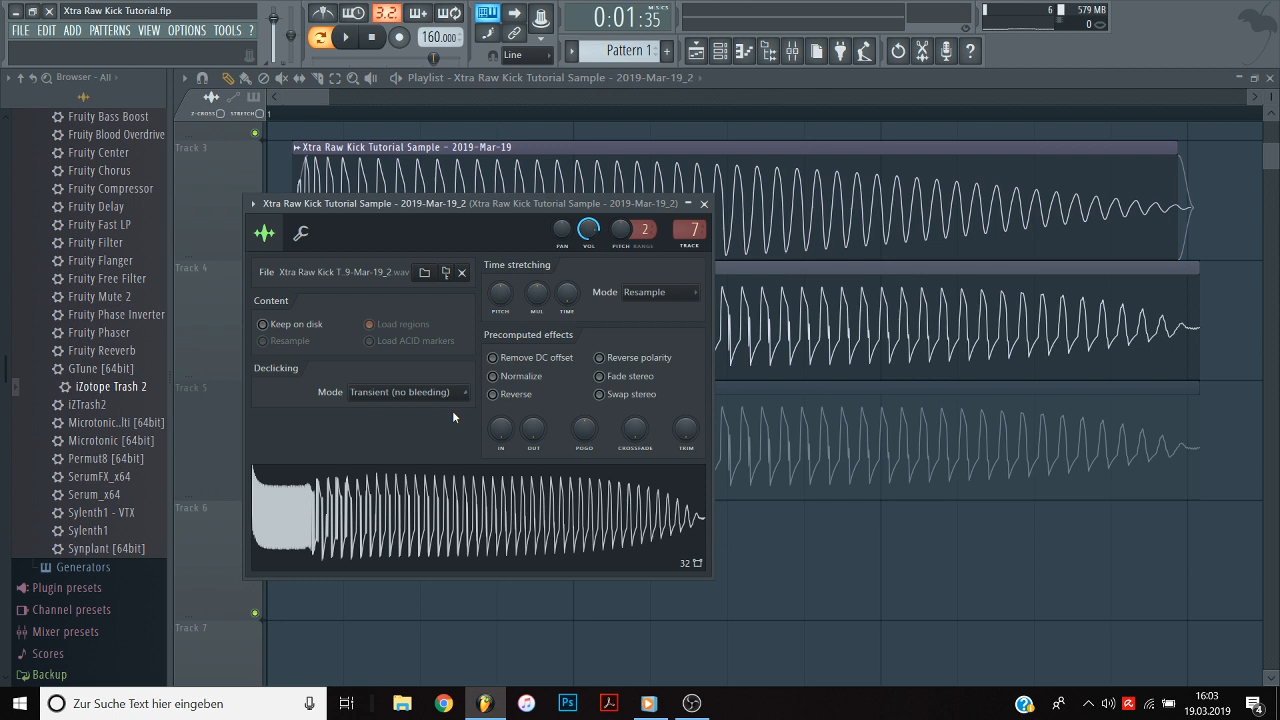 Xtra Raw Kick Tutorial.flp
FILE EDIT ADD PATTERNS VIEW OPTIONS TOOLS ?
3.2
160.000
0:01:35
M:S:CS
Line
Pattern 1
6
579 MB
0
Browser - All
Playlist - Xtra Raw Kick Tutorial Sample - 2019-Mar-19_2
Z-CROSS
STRETCH
1
Fruity Bass Boost
Fruity Blood Overdrive
Fruity Center
Fruity Chorus
Fruity Compressor
Fruity Delay
Fruity Fast LP
Fruity Filter
Fruity Flanger
Fruity Free Filter
Fruity Mute 2
Fruity Phase Inverter
Fruity Phaser
Fruity Reeverb
GTune [64bit]
iZotope Trash 2
iZTrash2
Microtonic..lti [64bit]
Microtonic [64bit]
Permut8 [64bit]
SerumFX_x64
Serum_x64
Sylenth1 - VTX
Sylenth1
Synplant [64bit]
Generators
Plugin presets
Channel presets
Mixer presets
Scores
Backup
Track 3
Track 4
Track 5
Track 6
Track 7
Xtra Raw Kick Tutorial Sample - 2019-Mar-19
Xtra Raw Kick Tutorial Sample - 2019-Mar-19_2 (Xtra Raw Kick Tutorial Sample - 2019-Mar-19_2)
2
7
PAN
VOL
PITCH
RANGE
TRACK
File Xtra Raw Kick T..9-Mar-19_2.wav
Content
Keep on disk
Load regions
Resample
Load ACID markers
Declicking
Mode Transient (no bleeding)
Time stretching
PITCH
MUL
TIME
Mode Resample
Precomputed effects
Remove DC offset
Reverse polarity
Normalize
Fade stereo
Reverse
Swap stereo
IN
OUT
POGO
CROSSFADE
TRIM
32
Zur Suche Text hier eingeben
16:03
19.03.2019
4